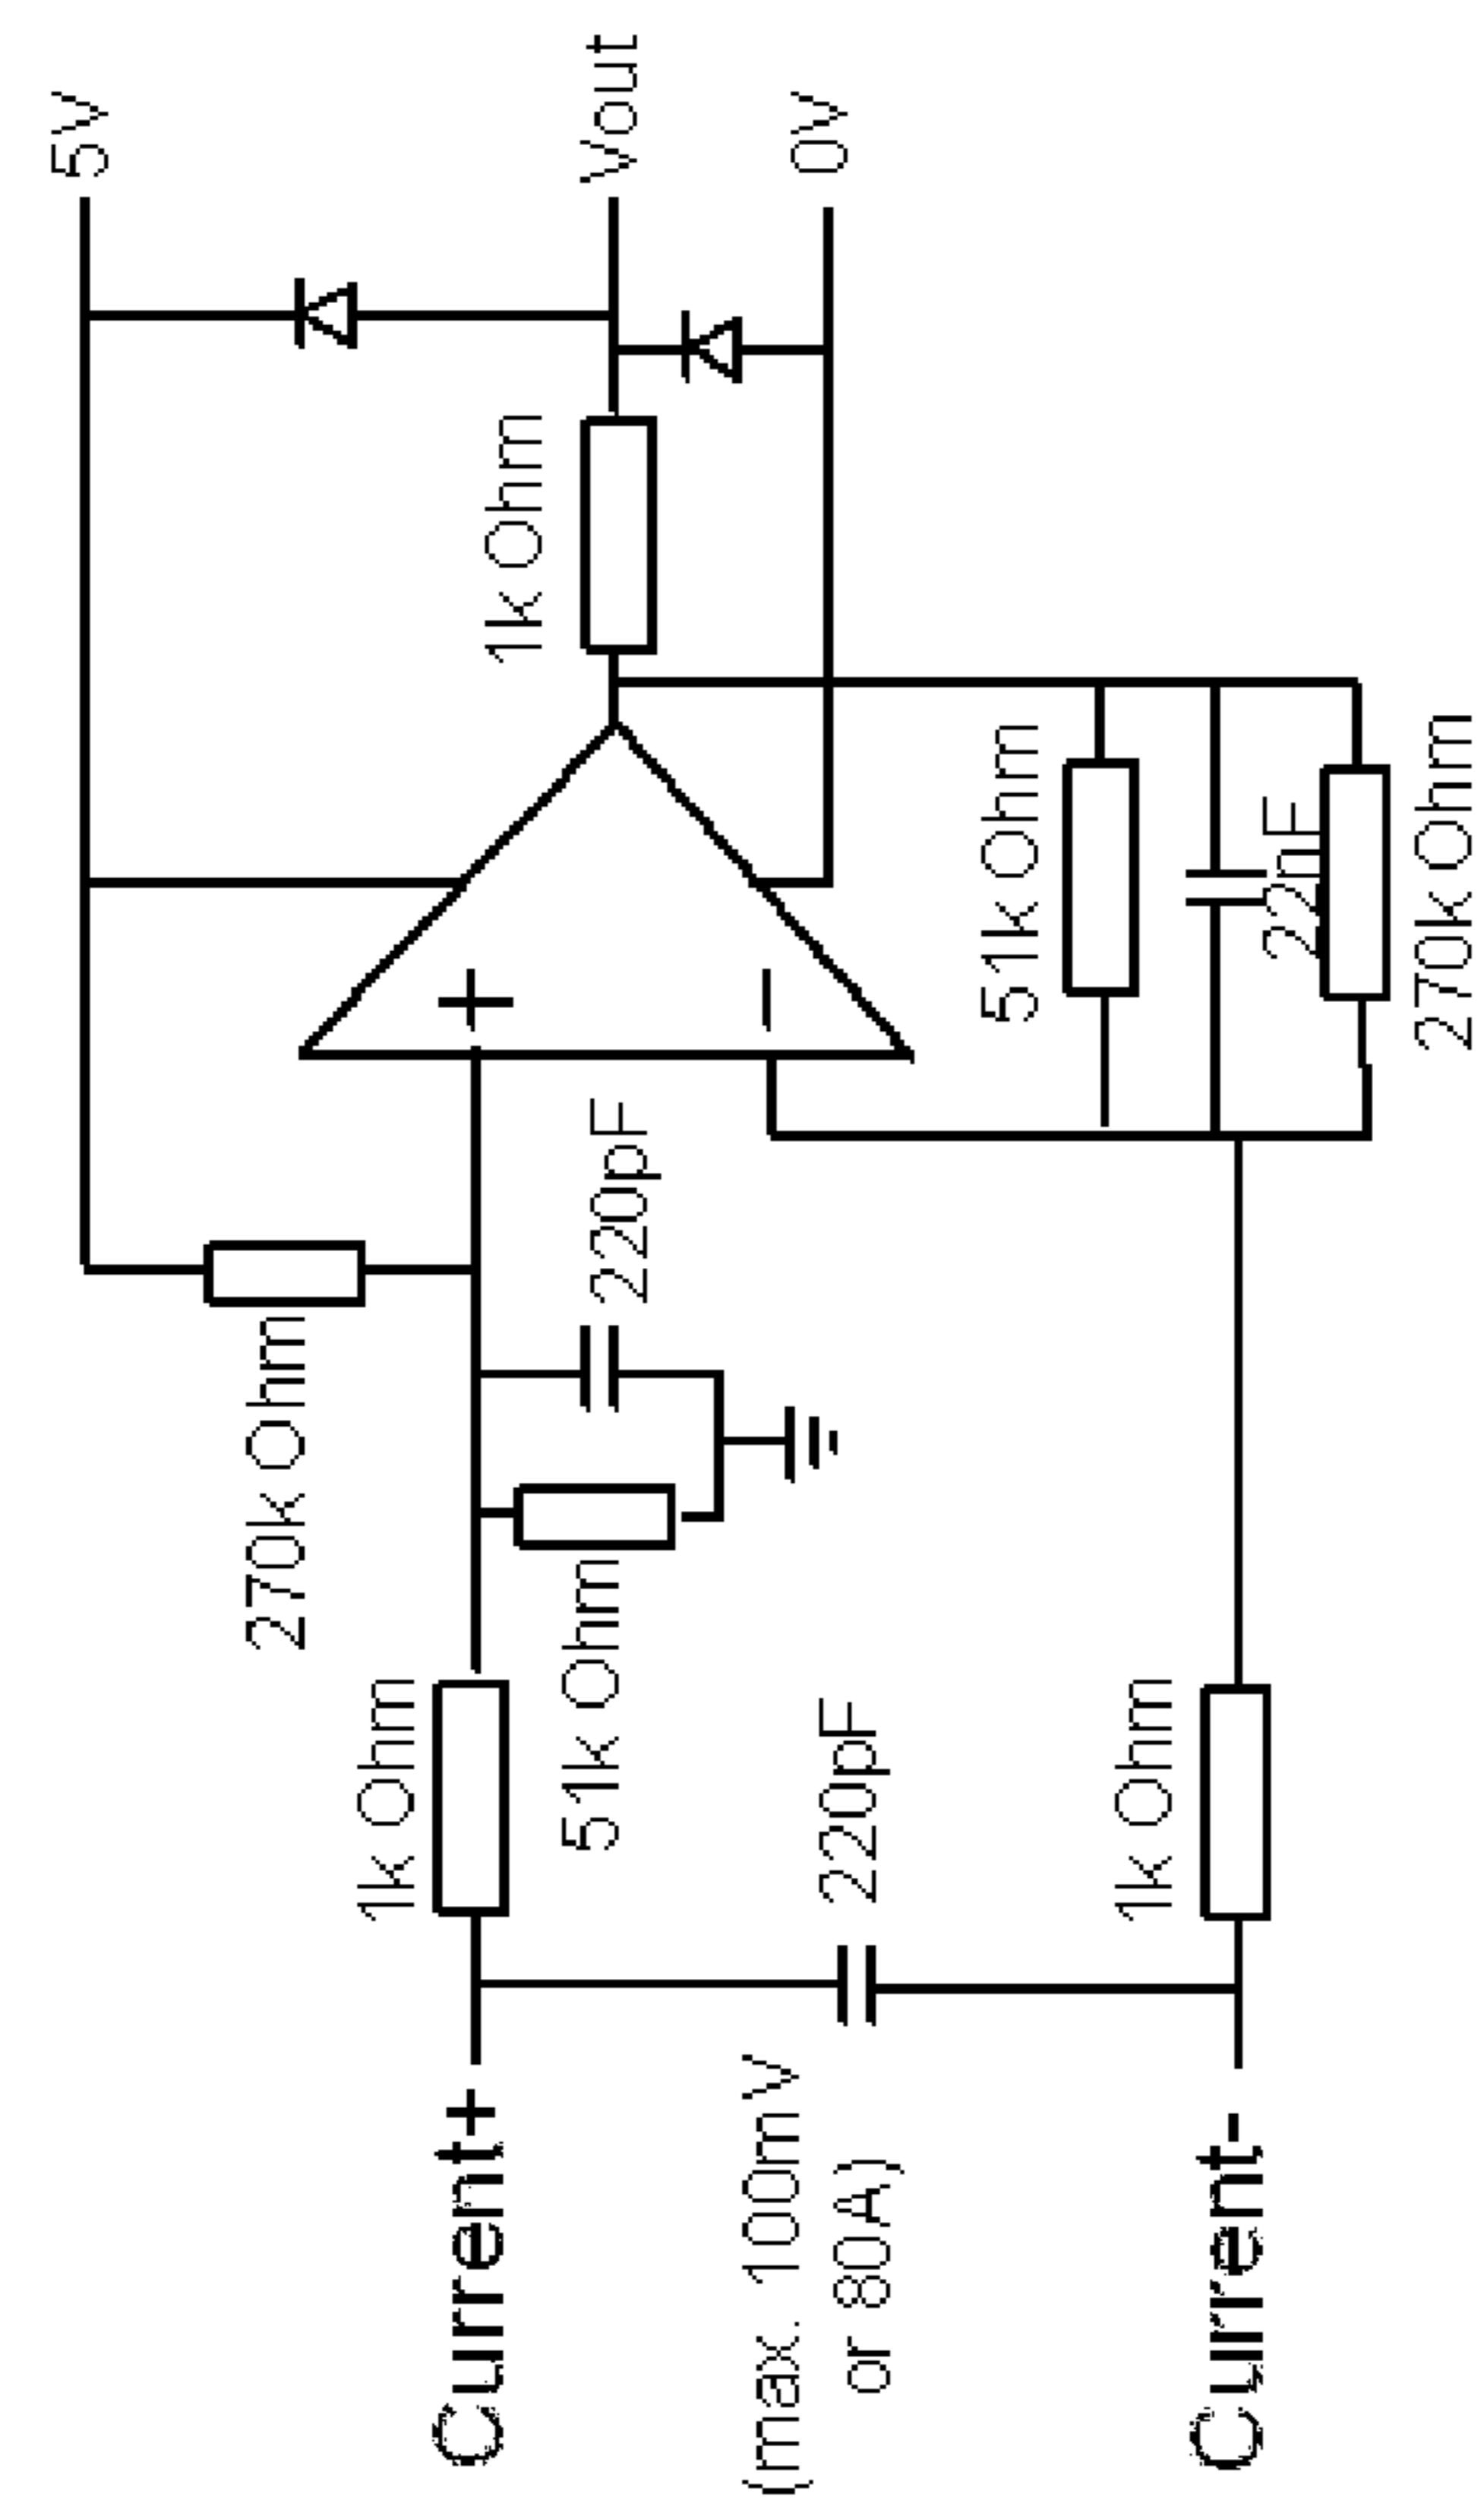 5V
270k Ohm
1k Ohm
Current+
1k Ohm
51k Ohm
220pF
Vout
(max. 100mV
or 80A)
220pF
0V
51k Ohm
1k Ohm
Current-
22nF
270k Ohm